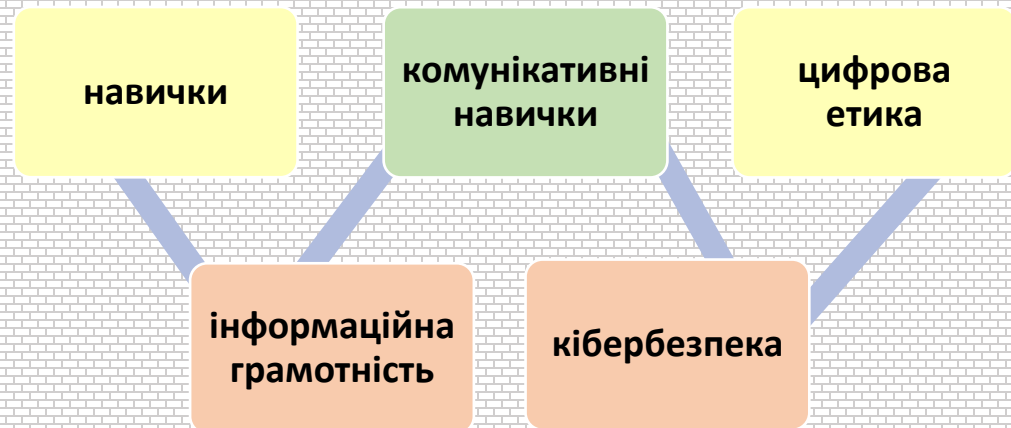 навички
комунікативні
навички
цифрова
етика
інформаційна
грамотність
кібербезпека